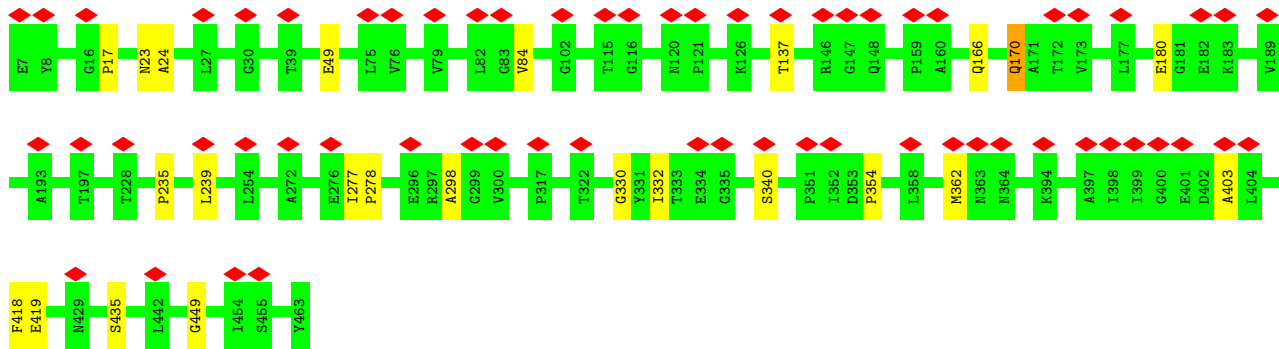 E7 Y8 G16 P17 N23 A24 L27 G30 T39 E49 L75 V76 V79 L82 G83 V84 G102 T115 G116 N120 P121 K126 T137 R146 G147 Q148 P159 A160 Q166 Q170 A171 T172 V173 L177 E180 G181 E182 K183 V189
A193 T197 T228 P235 L239 L254 A272 E276 I277 P278 E296 R297 A298 G299 V300 P317 T322 G330 Y331 I332 T333 E334 G335 S340 P351 I352 D353 P354 L358 M362 N363 N364 K394 A397 I398 I399 G400 E401 D402 A403 L404
F418 E419 N429 S435 L442 G449 I454 S455 Y463